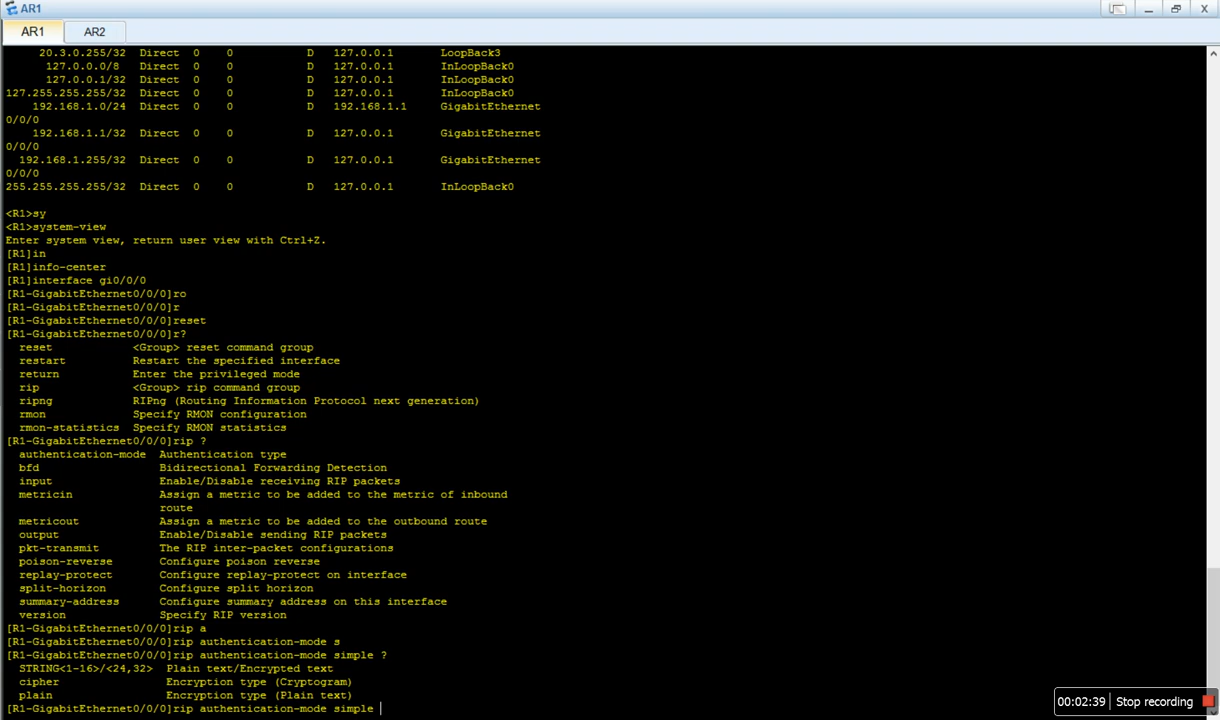 AR1
AR1 AR2
20.3.0.255/32 Direct 0 0 D 127.0.0.1 LoopBack3
127.0.0.0/8 Direct 0 0 D 127.0.0.1 InLoopBack0
127.0.0.1/32 Direct 0 0 D 127.0.0.1 InLoopBack0
127.255.255.255/32 Direct 0 0 D 127.0.0.1 InLoopBack0
192.168.1.0/24 Direct 0 0 D 192.168.1.1 GigabitEthernet
0/0/0
192.168.1.1/32 Direct 0 0 D 127.0.0.1 GigabitEthernet
0/0/0
192.168.1.255/32 Direct 0 0 D 127.0.0.1 GigabitEthernet
0/0/0
255.255.255.255/32 Direct 0 0 D 127.0.0.1 InLoopBack0
<R1>sy
<R1>system-view
Enter system view, return user view with Ctrl+Z.
[R1]in
[R1]info-center
[R1]interface gi0/0/0
[R1-GigabitEthernet0/0/0]ro
[R1-GigabitEthernet0/0/0]r
[R1-GigabitEthernet0/0/0]reset
[R1-GigabitEthernet0/0/0]r?
reset <Group> reset command group
restart Restart the specified interface
return Enter the privileged mode
rip <Group> rip command group
ripng RIPng (Routing Information Protocol next generation)
rmon Specify RMON configuration
rmon-statistics Specify RMON statistics
[R1-GigabitEthernet0/0/0]rip ?
authentication-mode Authentication type
bfd Bidirectional Forwarding Detection
input Enable/Disable receiving RIP packets
metricin Assign a metric to be added to the metric of inbound
route
metricout Assign a metric to be added to the outbound route
output Enable/Disable sending RIP packets
pkt-transmit The RIP inter-packet configurations
poison-reverse Configure poison reverse
replay-protect Configure replay-protect on interface
split-horizon Configure split horizon
summary-address Configure summary address on this interface
version Specify RIP version
[R1-GigabitEthernet0/0/0]rip a
[R1-GigabitEthernet0/0/0]rip authentication-mode s
[R1-GigabitEthernet0/0/0]rip authentication-mode simple ?
STRING<1-16>/<24,32> Plain text/Encrypted text
cipher Encryption type (Cryptogram)
plain Encryption type (Plain text)
[R1-GigabitEthernet0/0/0]rip authentication-mode simple
00:02:39 Stop recording